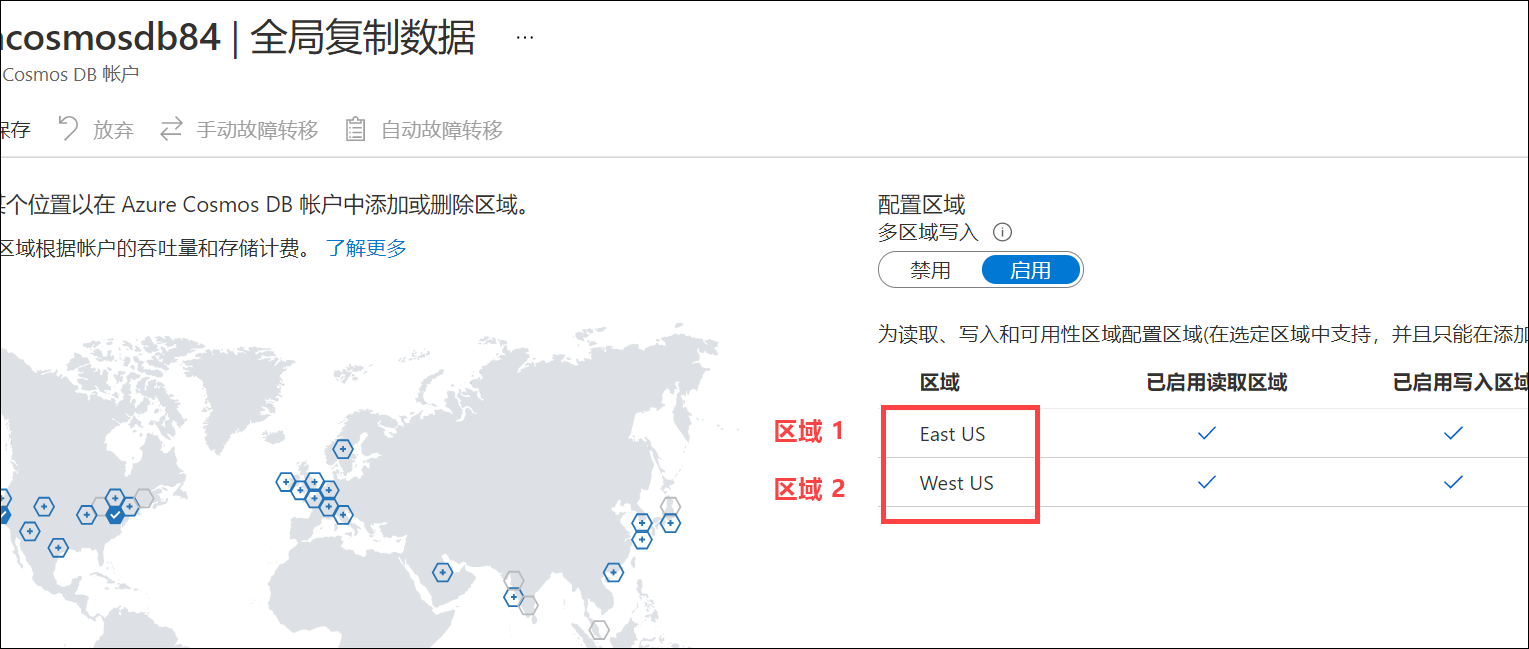 cosmosdb84 | 全局复制数据 ...
Cosmos DB 帐户
保存 放弃 手动故障转移 自动故障转移
某个位置以在 Azure Cosmos DB 帐户中添加或删除区域。
区域根据帐户的吞吐量和存储计费。 了解更多
配置区域
多区域写入
禁用 启用
为读取、写入和可用性区域配置区域(在选定区域中支持，并且只能在添加
区域 已启用读取区域 已启用写入区域
区域 1 East US
区域 2 West US